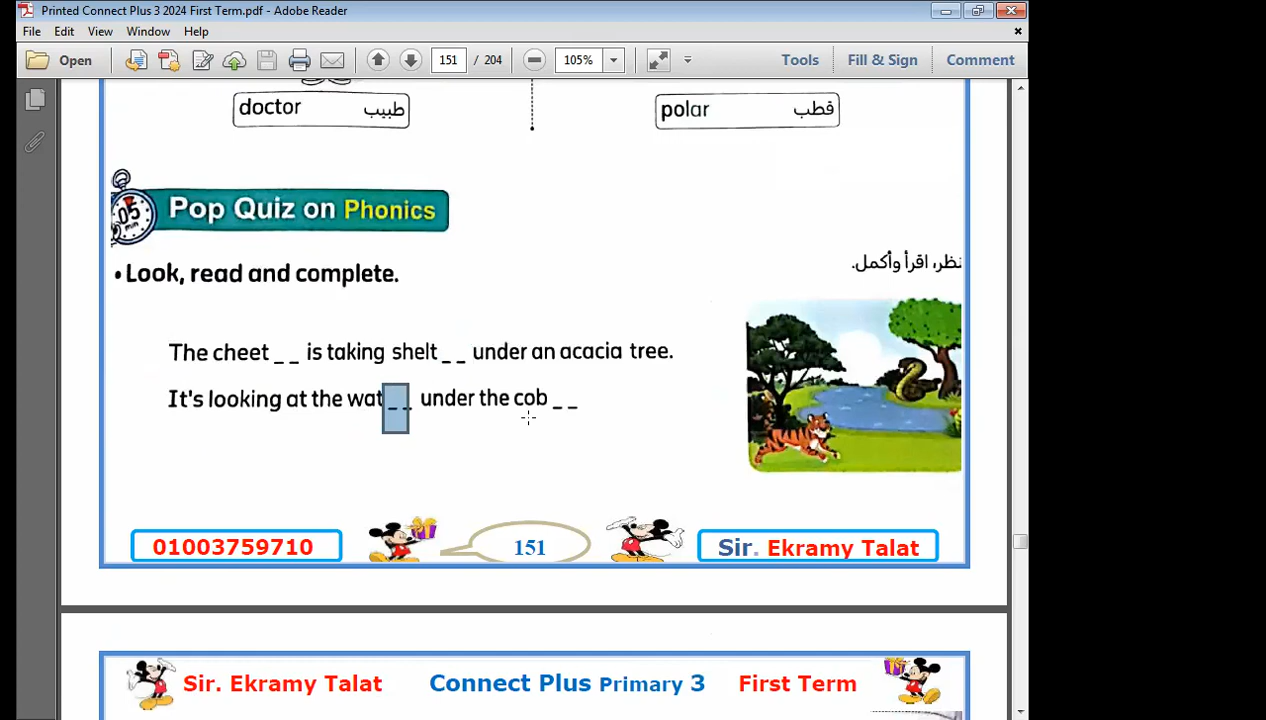 Printed Connect Plus 3 2024 First Term.pdf - Adobe Reader
File Edit View Window Help
Open 151 / 204 105% Tools Fill & Sign Comment
doctor طبيب polar قطب
05 min Pop Quiz on Phonics
• Look, read and complete.
نظر، اقرأ وأكمل.
The cheet _ _ is taking shelt _ _ under an acacia tree.
It's looking at the wat _ _ under the cob _ _
01003759710 151 Sir. Ekramy Talat
Sir. Ekramy Talat Connect Plus Primary 3 First Term